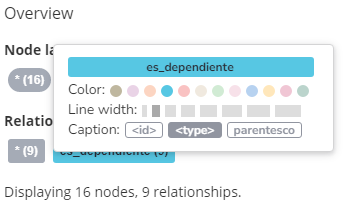 Overview
Node la
* (16)
es_dependiente
Color:
Line width:
Caption: <id> <type> parentesco
Relatio
* (9) es_dependiente (9)
Displaying 16 nodes, 9 relationships.